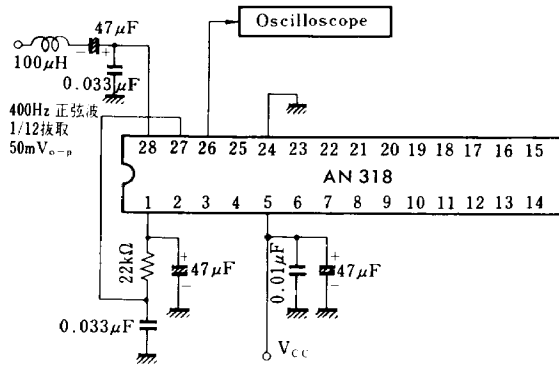 Oscilloscope
47μF
- +
100μH
0.033μF
400Hz 正弦波
1/12抜取
50mVo-p
28 27 26 25 24 23 22 21 20 19 18 17 16 15
AN 318
1 2 3 4 5 6 7 8 9 10 11 12 13 14
22kΩ
+
47μF
-
0.01μF
+
47μF
-
0.033μF
VCC